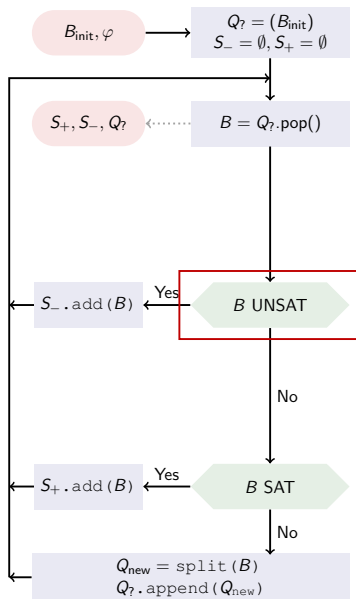 B_init, φ
Q_? = (B_init)
S_− = ∅, S_+ = ∅
S_+, S_−, Q_?
B = Q_?.pop()
S_−.add(B)
Yes
B UNSAT
No
S_+.add(B)
Yes
B SAT
No
Q_new = split(B)
Q_?.append(Q_new)